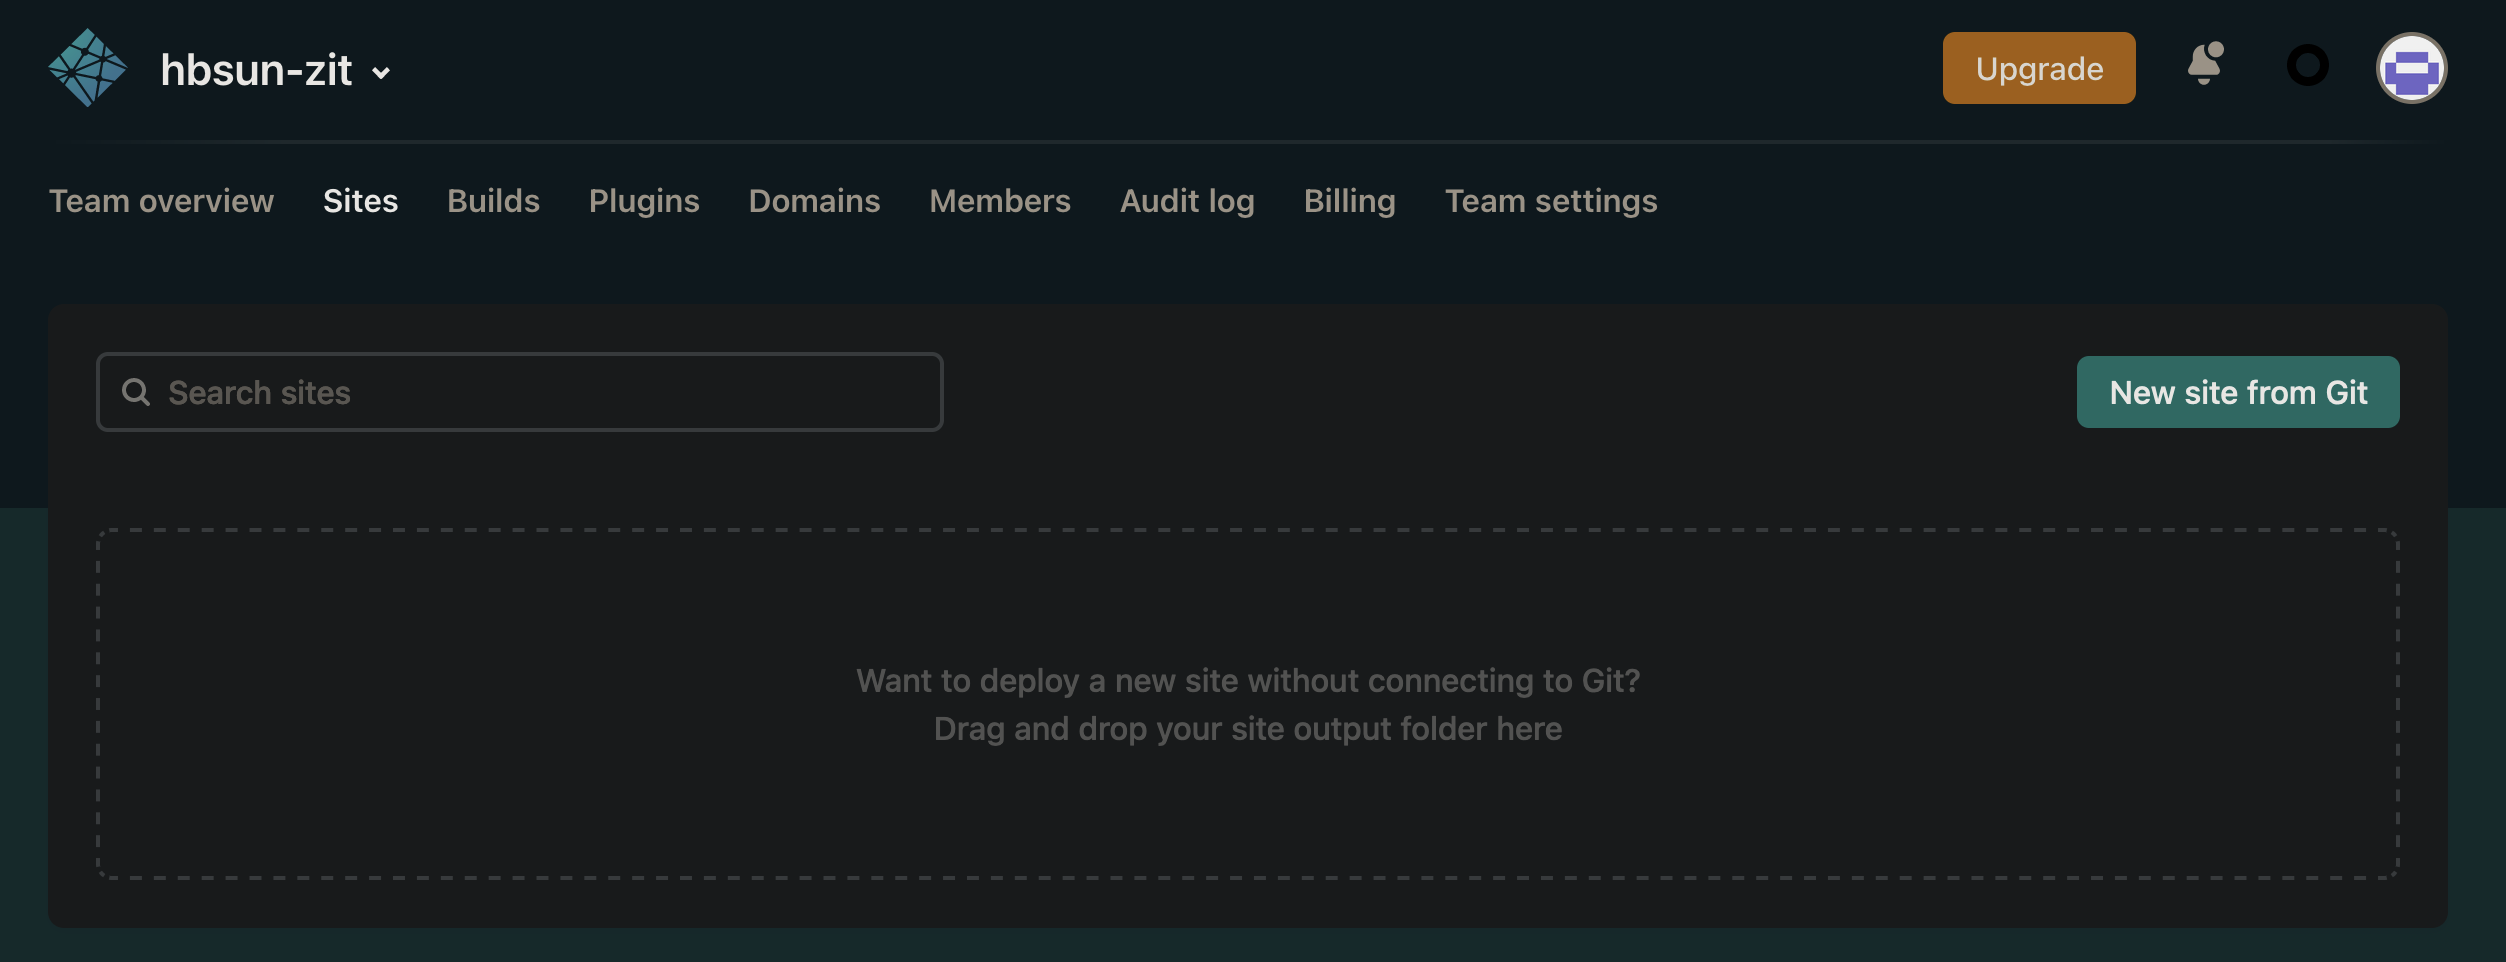 hbsun-zit
Upgrade
Team overview Sites Builds Plugins Domains Members Audit log Billing Team settings
Search sites
New site from Git
Want to deploy a new site without connecting to Git?
Drag and drop your site output folder here